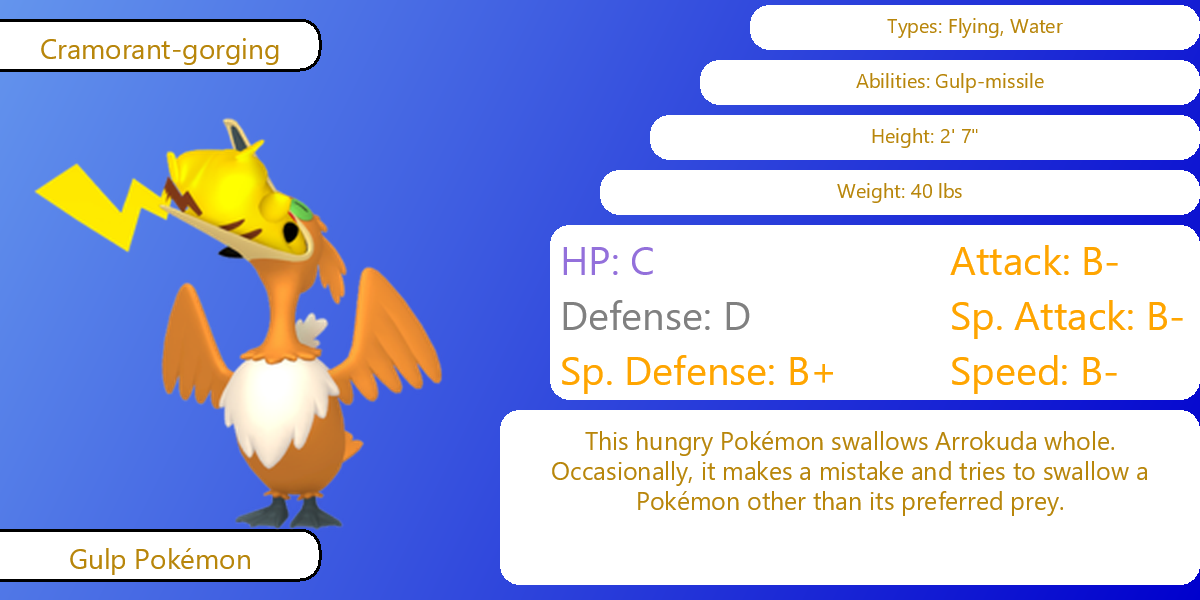 Cramorant-gorging
Types: Flying, Water
Abilities: Gulp-missile
Height: 2' 7"
Weight: 40 lbs
HP: C
Attack: B-
Defense: D
Sp. Attack: B-
Sp. Defense: B+
Speed: B-
This hungry Pokémon swallows Arrokuda whole.
Occasionally, it makes a mistake and tries to swallow a
Pokémon other than its preferred prey.
Gulp Pokémon